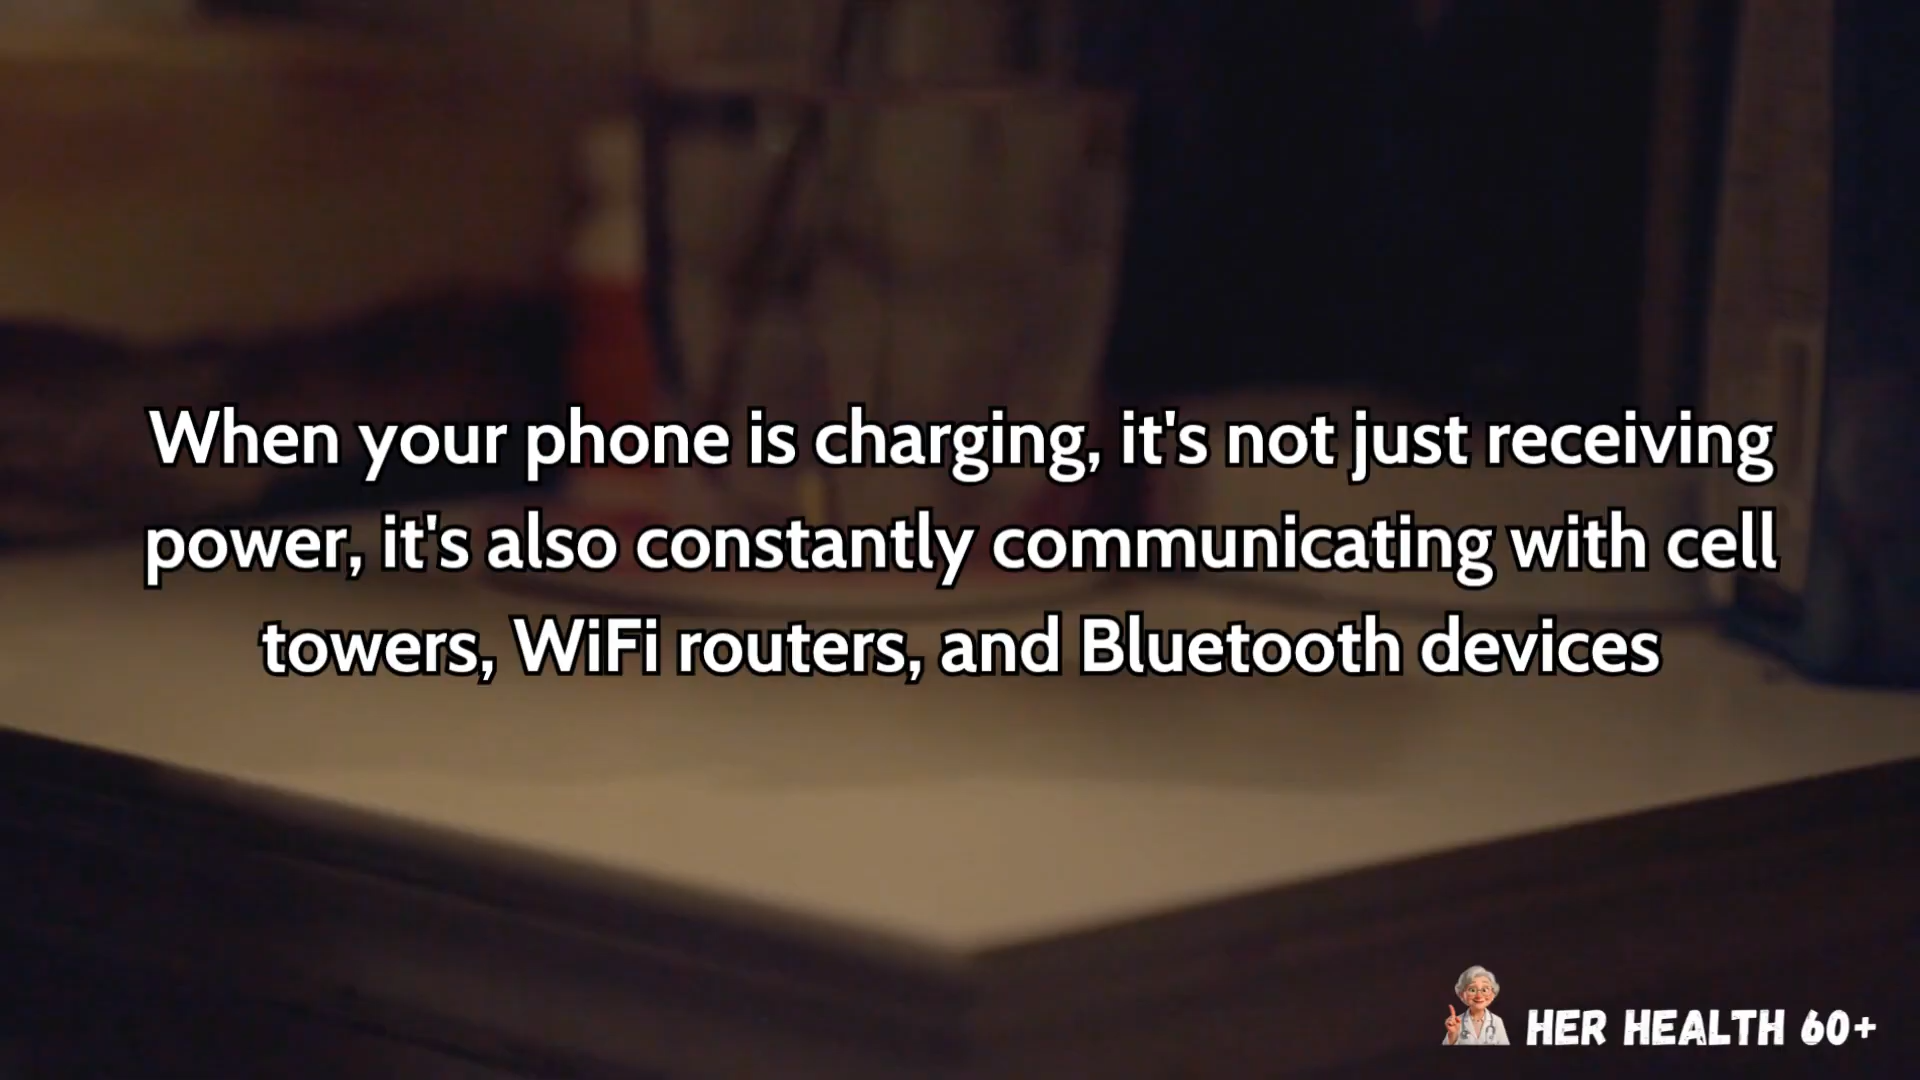 When your phone is charging, it's not just receiving
power, it's also constantly communicating with cell
towers, WiFi routers, and Bluetooth devices
HER HEALTH 60+